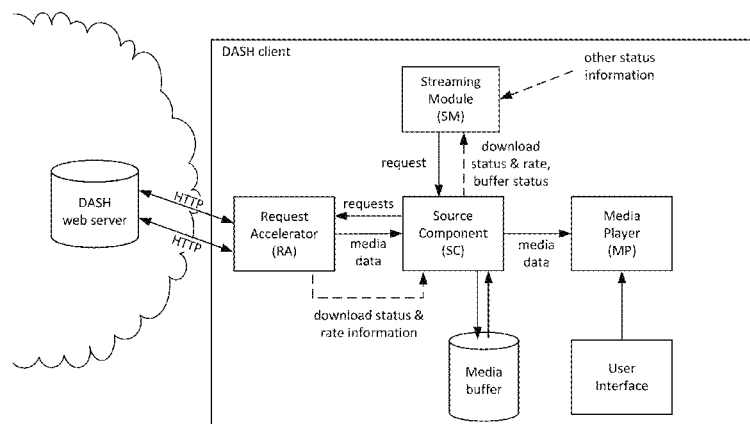 DASH client
other status
information
Streaming
Module
(SM)
request
download
status & rate,
buffer status
DASH
web server
HTTP
HTTP
Request
Accelerator
(RA)
requests
media
data
Source
Component
(SC)
media
data
Media
Player
(MP)
download status &
rate information
Media
buffer
User
Interface